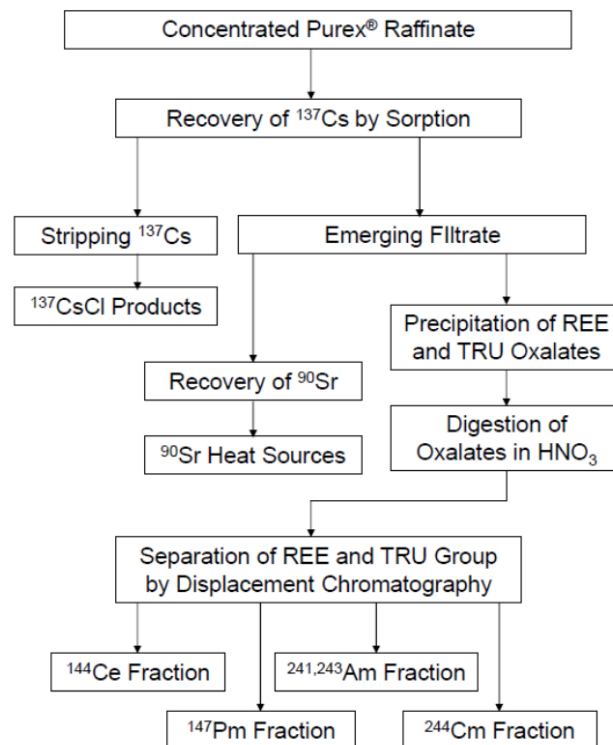 Concentrated Purex® Raffinate
Recovery of ¹³⁷Cs by Sorption
Stripping ¹³⁷Cs
Emerging FIltrate
¹³⁷CsCl Products
Precipitation of REE
and TRU Oxalates
Recovery of ⁹⁰Sr
Digestion of
Oxalates in HNO₃
⁹⁰Sr Heat Sources
Separation of REE and TRU Group
by Displacement Chromatography
¹⁴⁴Ce Fraction
²⁴¹,²⁴³Am Fraction
¹⁴⁷Pm Fraction
²⁴⁴Cm Fraction